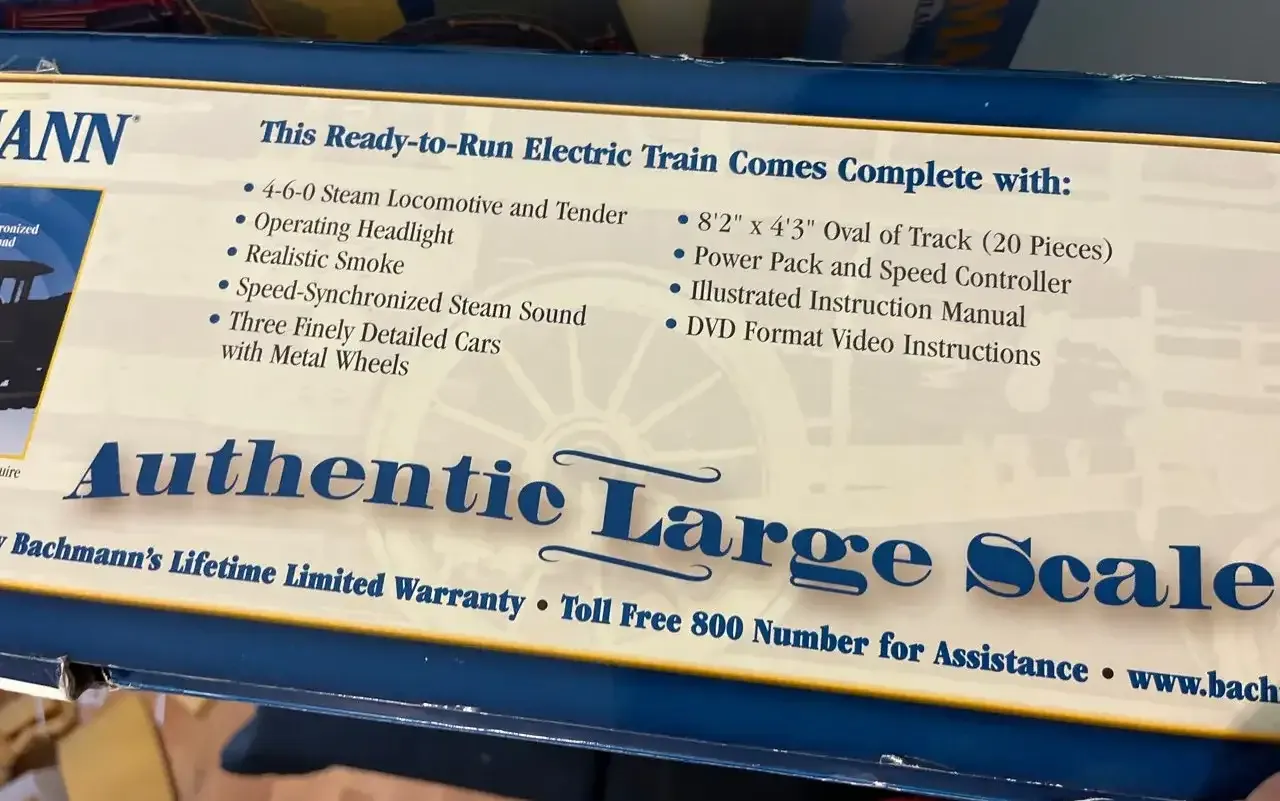 MANN®
This Ready-to-Run Electric Train Comes Complete with:
• 4-6-0 Steam Locomotive and Tender
• Operating Headlight
• Realistic Smoke
• Speed-Synchronized Steam Sound
• Three Finely Detailed Cars
with Metal Wheels
• 8'2" x 4'3" Oval of Track (20 Pieces)
• Power Pack and Speed Controller
• Illustrated Instruction Manual
• DVD Format Video Instructions
Authentic Large Scale
Bachmann's Lifetime Limited Warranty • Toll Free 800 Number for Assistance • www.bach